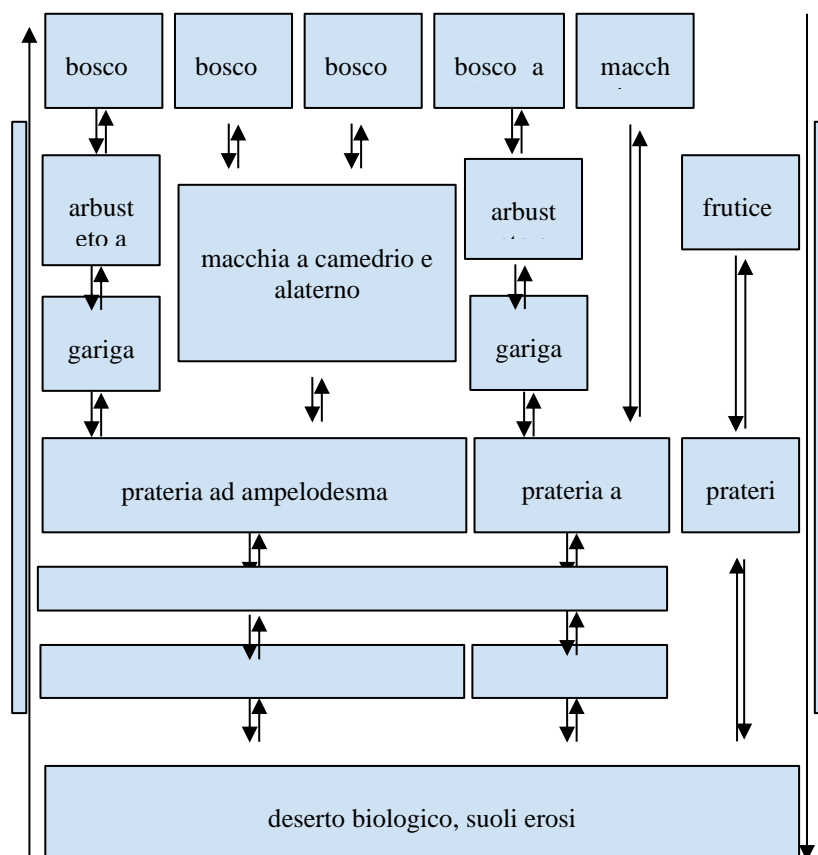 bosco
bosco
bosco
bosco a
macch
arbust
eto a
macchia a camedrio e
alaterno
arbust
frutice
gariga
gariga
prateria ad ampelodesma
prateria a
prateri
deserto biologico, suoli erosi